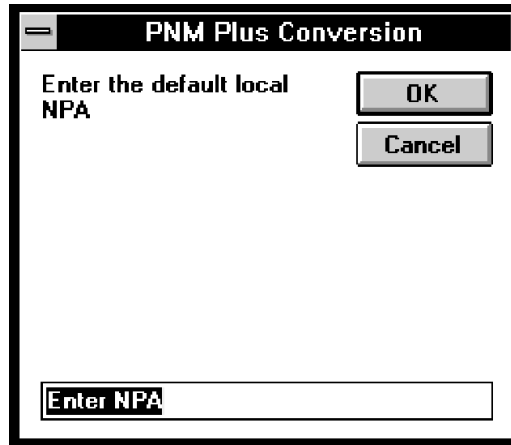 PNM Plus Conversion
Enter the default local
NPA
OK
Cancel
Enter NPA